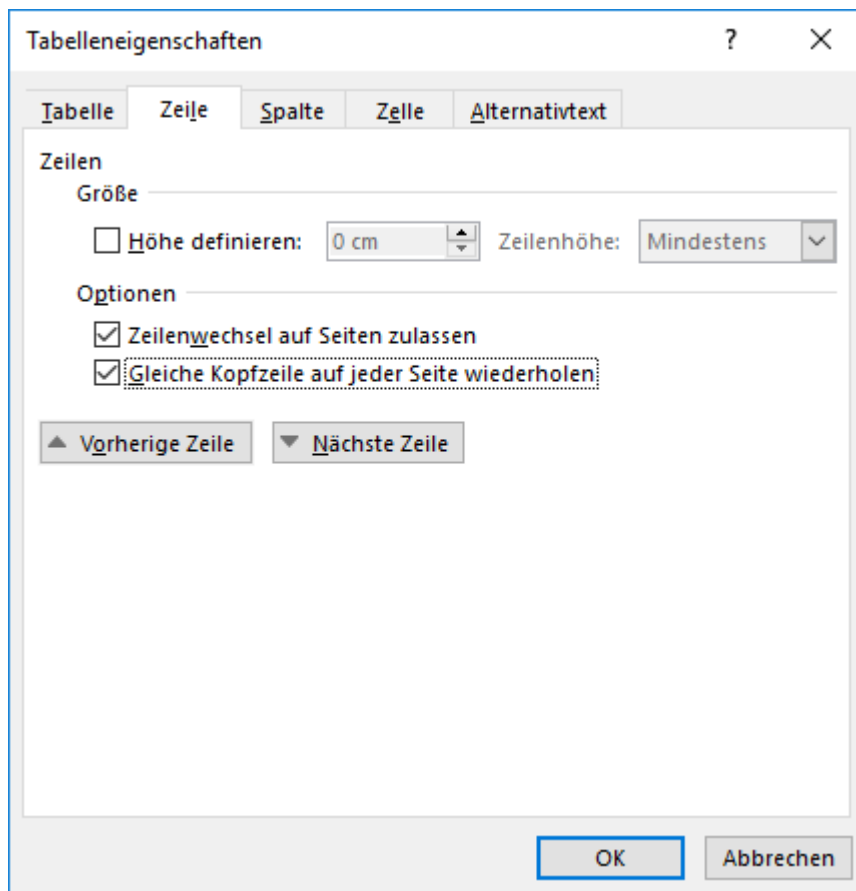 Tabelleneigenschaften ?
Tabelle Zeile Spalte Zelle Alternativtext
Zeilen
Größe
Höhe definieren: 0 cm Zeilenhöhe: Mindestens
Optionen
Zeilenwechsel auf Seiten zulassen
Gleiche Kopfzeile auf jeder Seite wiederholen
Vorherige Zeile Nächste Zeile
OK Abbrechen